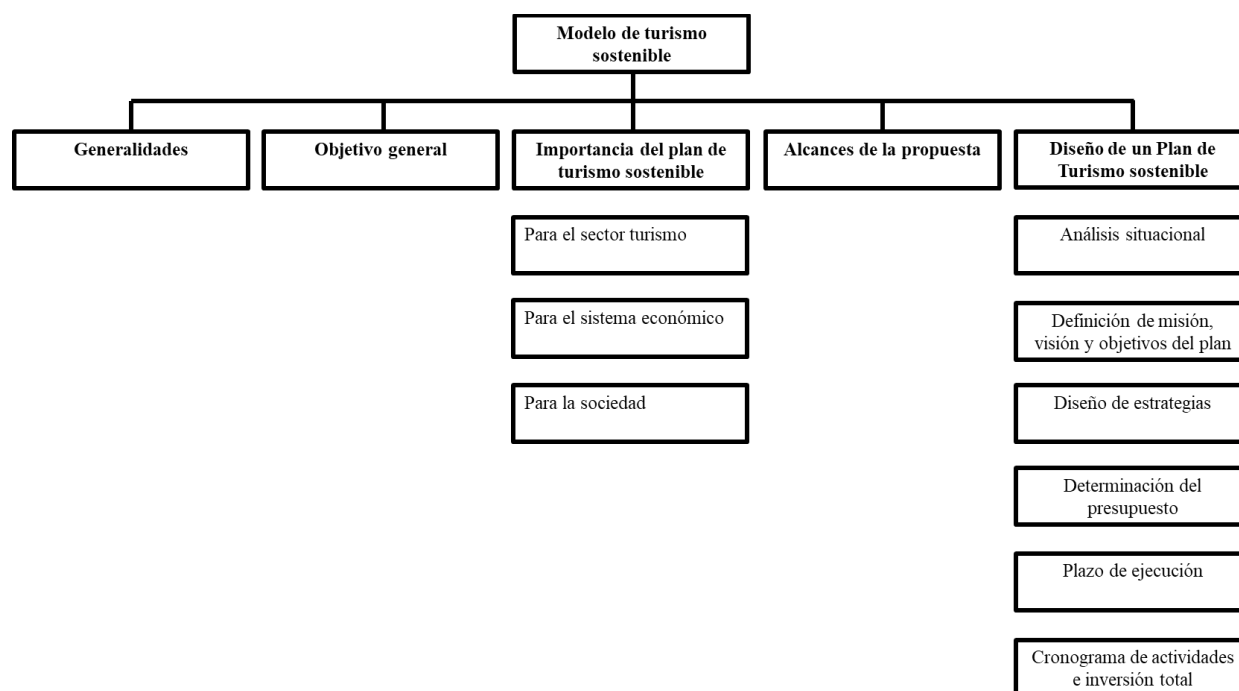 Modelo de turismo
sostenible
Generalidades
Objetivo general
Importancia del plan de
turismo sostenible
Alcances de la propuesta
Diseño de un Plan de
Turismo sostenible
Para el sector turismo
Para el sistema económico
Para la sociedad
Análisis situacional
Definición de misión,
visión y objetivos del plan
Diseño de estrategias
Determinación del
presupuesto
Plazo de ejecución
Cronograma de actividades
e inversión total